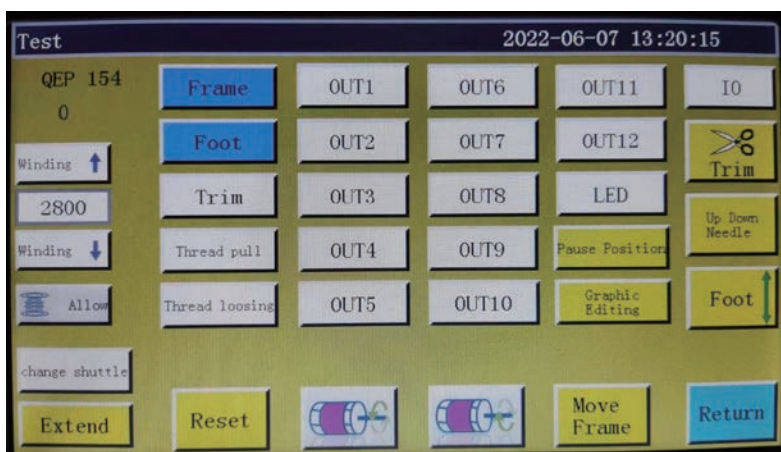 Test
2022-06-07 13:20:15
QEP 154
0
Frame
OUT1
OUT6
OUT11
IO
Foot
OUT2
OUT7
OUT12
Trim
Winding
2800
Trim
OUT3
OUT8
LED
Up Down
Needle
Winding
Thread pull
OUT4
OUT9
Pause Position
Allow
Thread loosing
OUT5
OUT10
Graphic
Editing
Foot
change shuttle
Extend
Reset
Move
Frame
Return